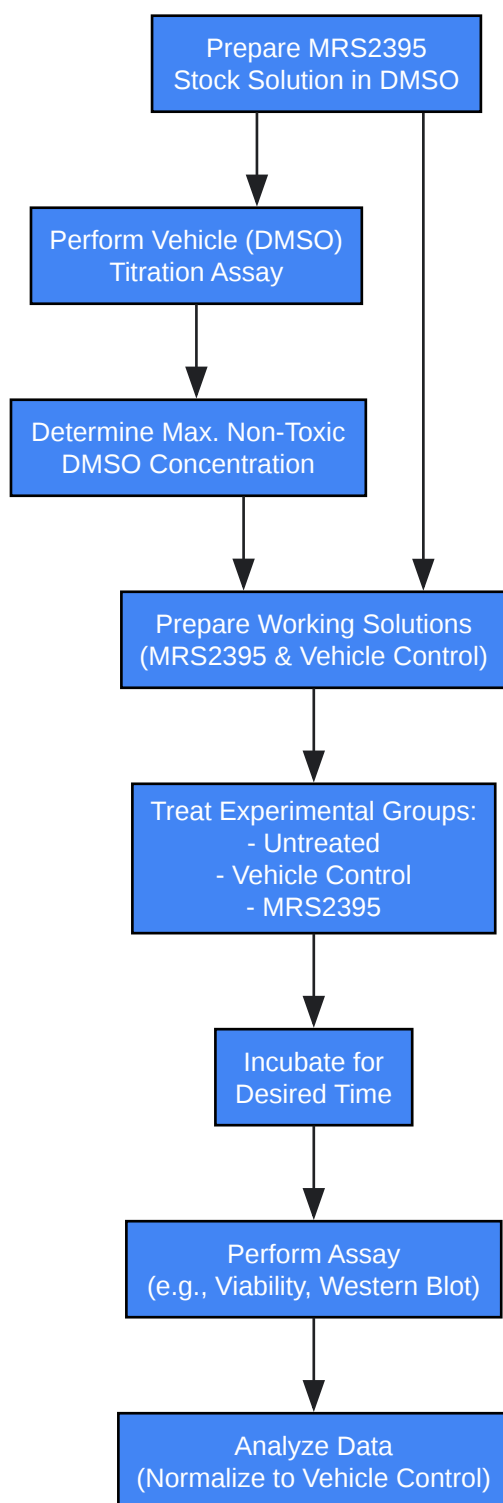 Prepare MRS2395
Stock Solution in DMSO
Perform Vehicle (DMSO)
Titration Assay
Determine Max. Non-Toxic
DMSO Concentration
Prepare Working Solutions
(MRS2395 & Vehicle Control)
Treat Experimental Groups:
- Untreated
- Vehicle Control
- MRS2395
Incubate for
Desired Time
Perform Assay
(e.g., Viability, Western Blot)
Analyze Data
(Normalize to Vehicle Control)